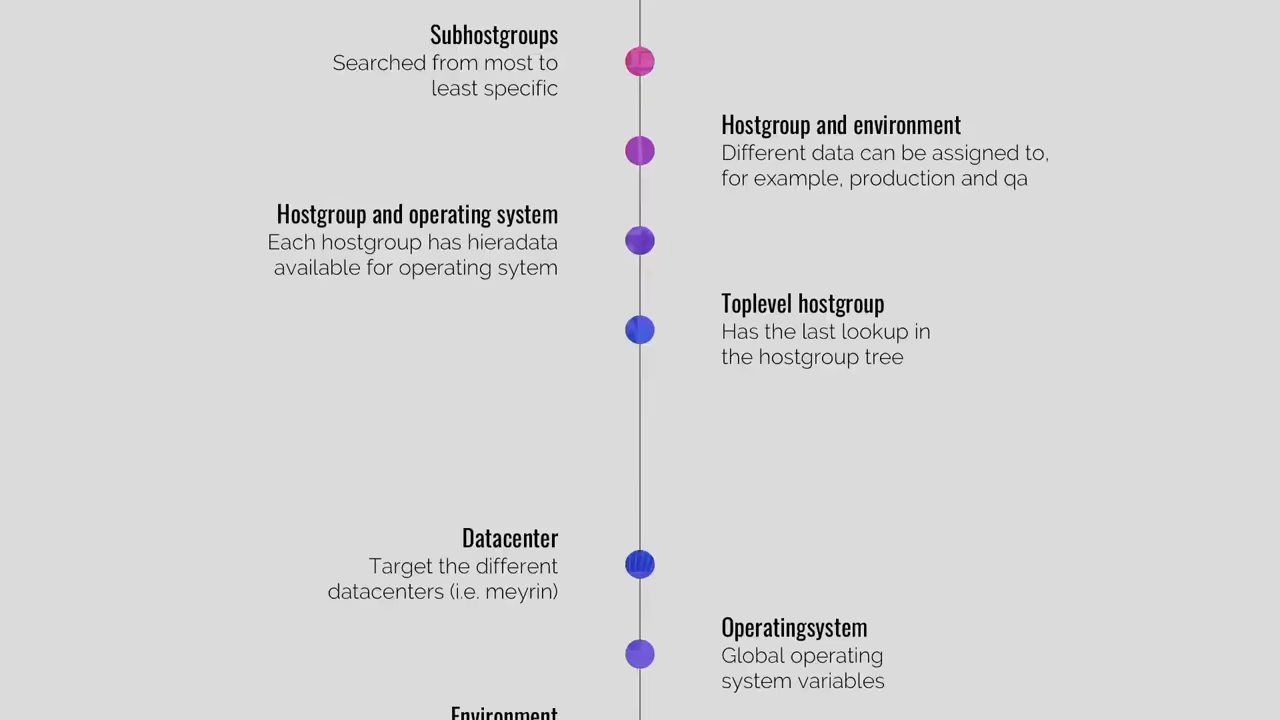 Subhostgroups
Searched from most to
least specific
Hostgroup and environment
Different data can be assigned to,
for example, production and qa
Hostgroup and operating system
Each hostgroup has hieradata
available for operating sytem
Toplevel hostgroup
Has the last lookup in
the hostgroup tree
Datacenter
Target the different
datacenters (i.e. meyrin)
Operatingsystem
Global operating
system variables
Environment